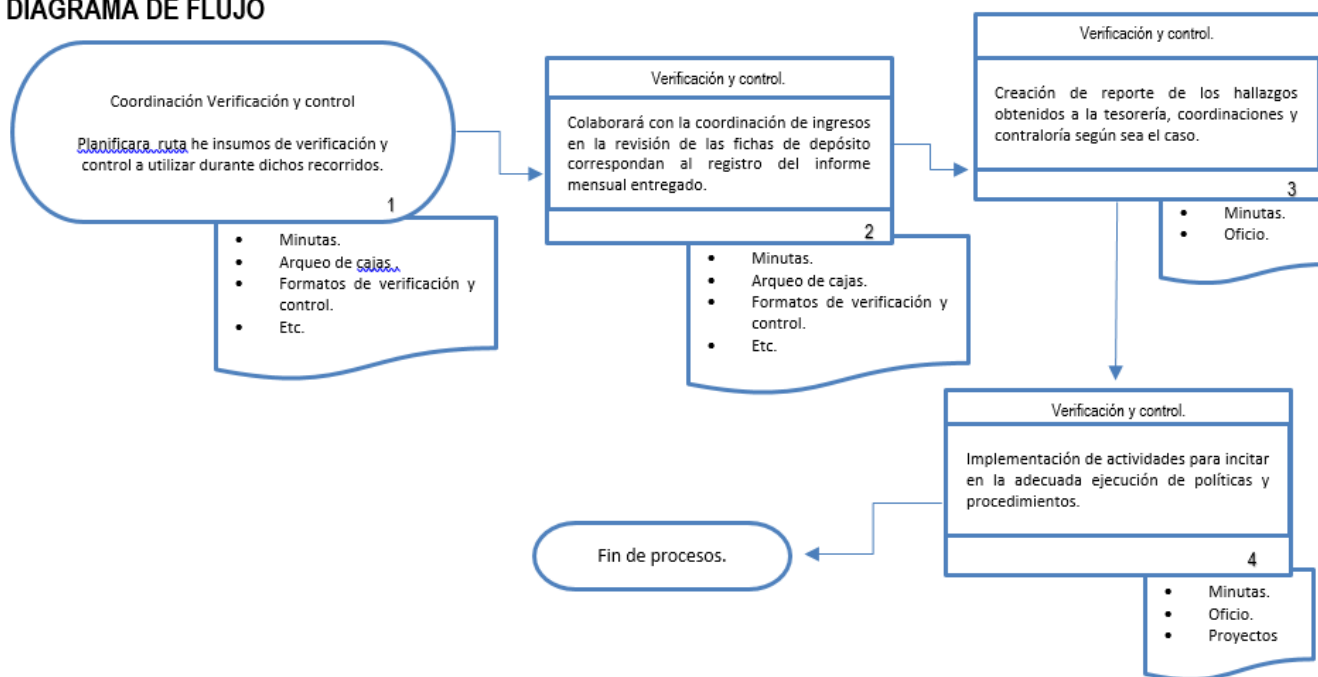 DIAGRAMA DE FLUJO
Coordinación Verificación y control
Planificara ruta he insumos de verificación y
control a utilizar durante dichos recorridos.
1
• Minutas.
• Arqueo de cajas.
• Formatos de verificación y
control.
• Etc.
Verificación y control.
Colaborará con la coordinación de ingresos
en la revisión de las fichas de depósito
correspondan al registro del informe
mensual entregado.
2
• Minutas.
• Arqueo de cajas.
• Formatos de verificación y
control.
• Etc.
Verificación y control.
Creación de reporte de los hallazgos
obtenidos a la tesorería, coordinaciones y
contraloría según sea el caso.
3
• Minutas.
• Oficio.
Verificación y control.
Implementación de actividades para incitar
en la adecuada ejecución de políticas y
procedimientos.
4
• Minutas.
• Oficio.
• Proyectos
Fin de procesos.